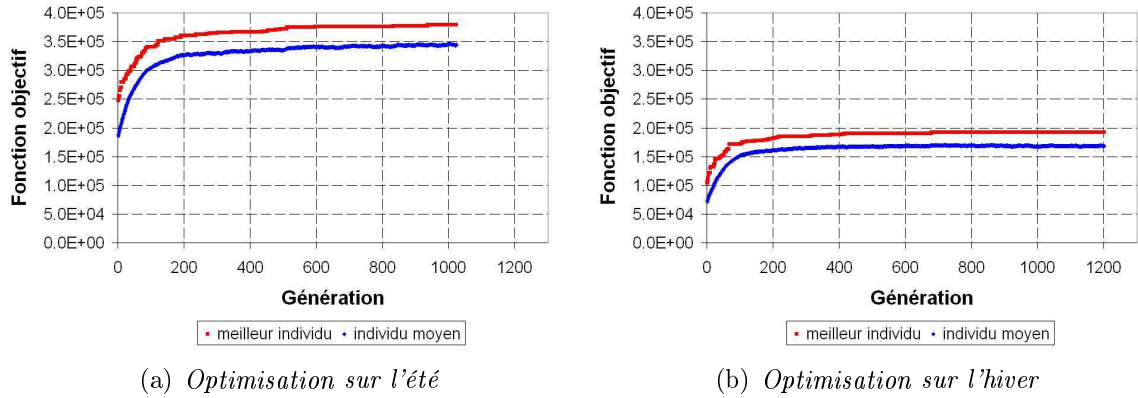 4.0E+05
3.5E+05
3.0E+05
2.5E+05
2.0E+05
1.5E+05
1.0E+05
5.0E+04
0.0E+00
Fonction objectif
0 200 400 600 800 1000 1200
Génération
meilleur individu individu moyen
(a) Optimisation sur l'été
4.0E+05
3.5E+05
3.0E+05
2.5E+05
2.0E+05
1.5E+05
1.0E+05
5.0E+04
0.0E+00
Fonction objectif
0 200 400 600 800 1000 1200
Génération
meilleur individu individu moyen
(b) Optimisation sur l'hiver